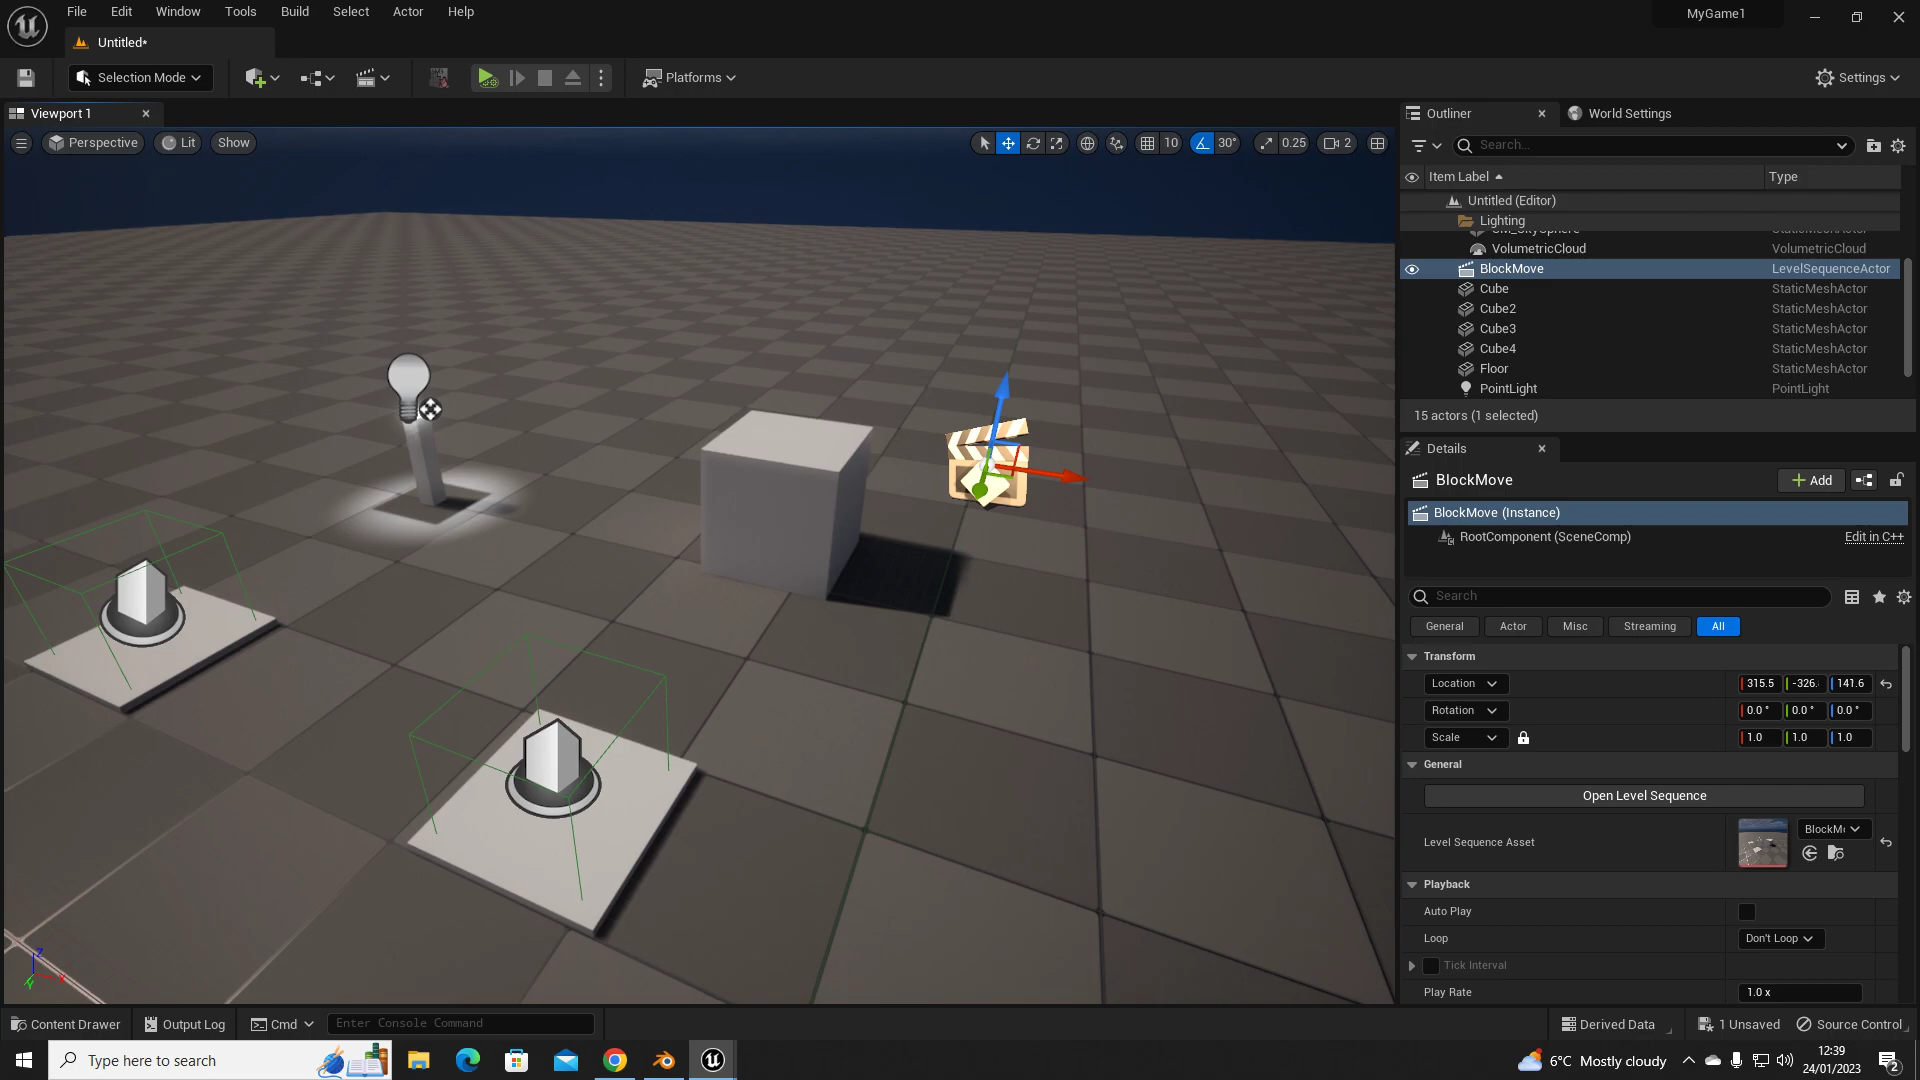 File Edit Window Tools Build Select Actor Help
MyGame1
Untitled*
Selection Mode
Platforms
Settings
Viewport 1
Outliner
World Settings
Perspective
Lit
Show
10
30°
0.25
2
Search...
Item Label
Type
Untitled (Editor)
Lighting
SM_SkySphere StaticMeshActor
VolumetricCloud VolumetricCloud
BlockMove LevelSequenceActor
Cube StaticMeshActor
Cube2 StaticMeshActor
Cube3 StaticMeshActor
Cube4 StaticMeshActor
Floor StaticMeshActor
PointLight PointLight
15 actors (1 selected)
Details
BlockMove
Add
BlockMove (Instance)
RootComponent (SceneComp) Edit in C++
Search
General Actor Misc Streaming All
Transform
Location 315.5 -326. 141.6
Rotation 0.0 ° 0.0 ° 0.0 °
Scale 1.0 1.0 1.0
General
Open Level Sequence
Level Sequence Asset BlockM
Playback
Auto Play
Loop Don't Loop
Tick Interval
Play Rate 1.0 x
Z
X
Y
Content Drawer Output Log Cmd Enter Console Command Derived Data 1 Unsaved Source Control
Type here to search
6°C Mostly cloudy
12:39
24/01/2023
2